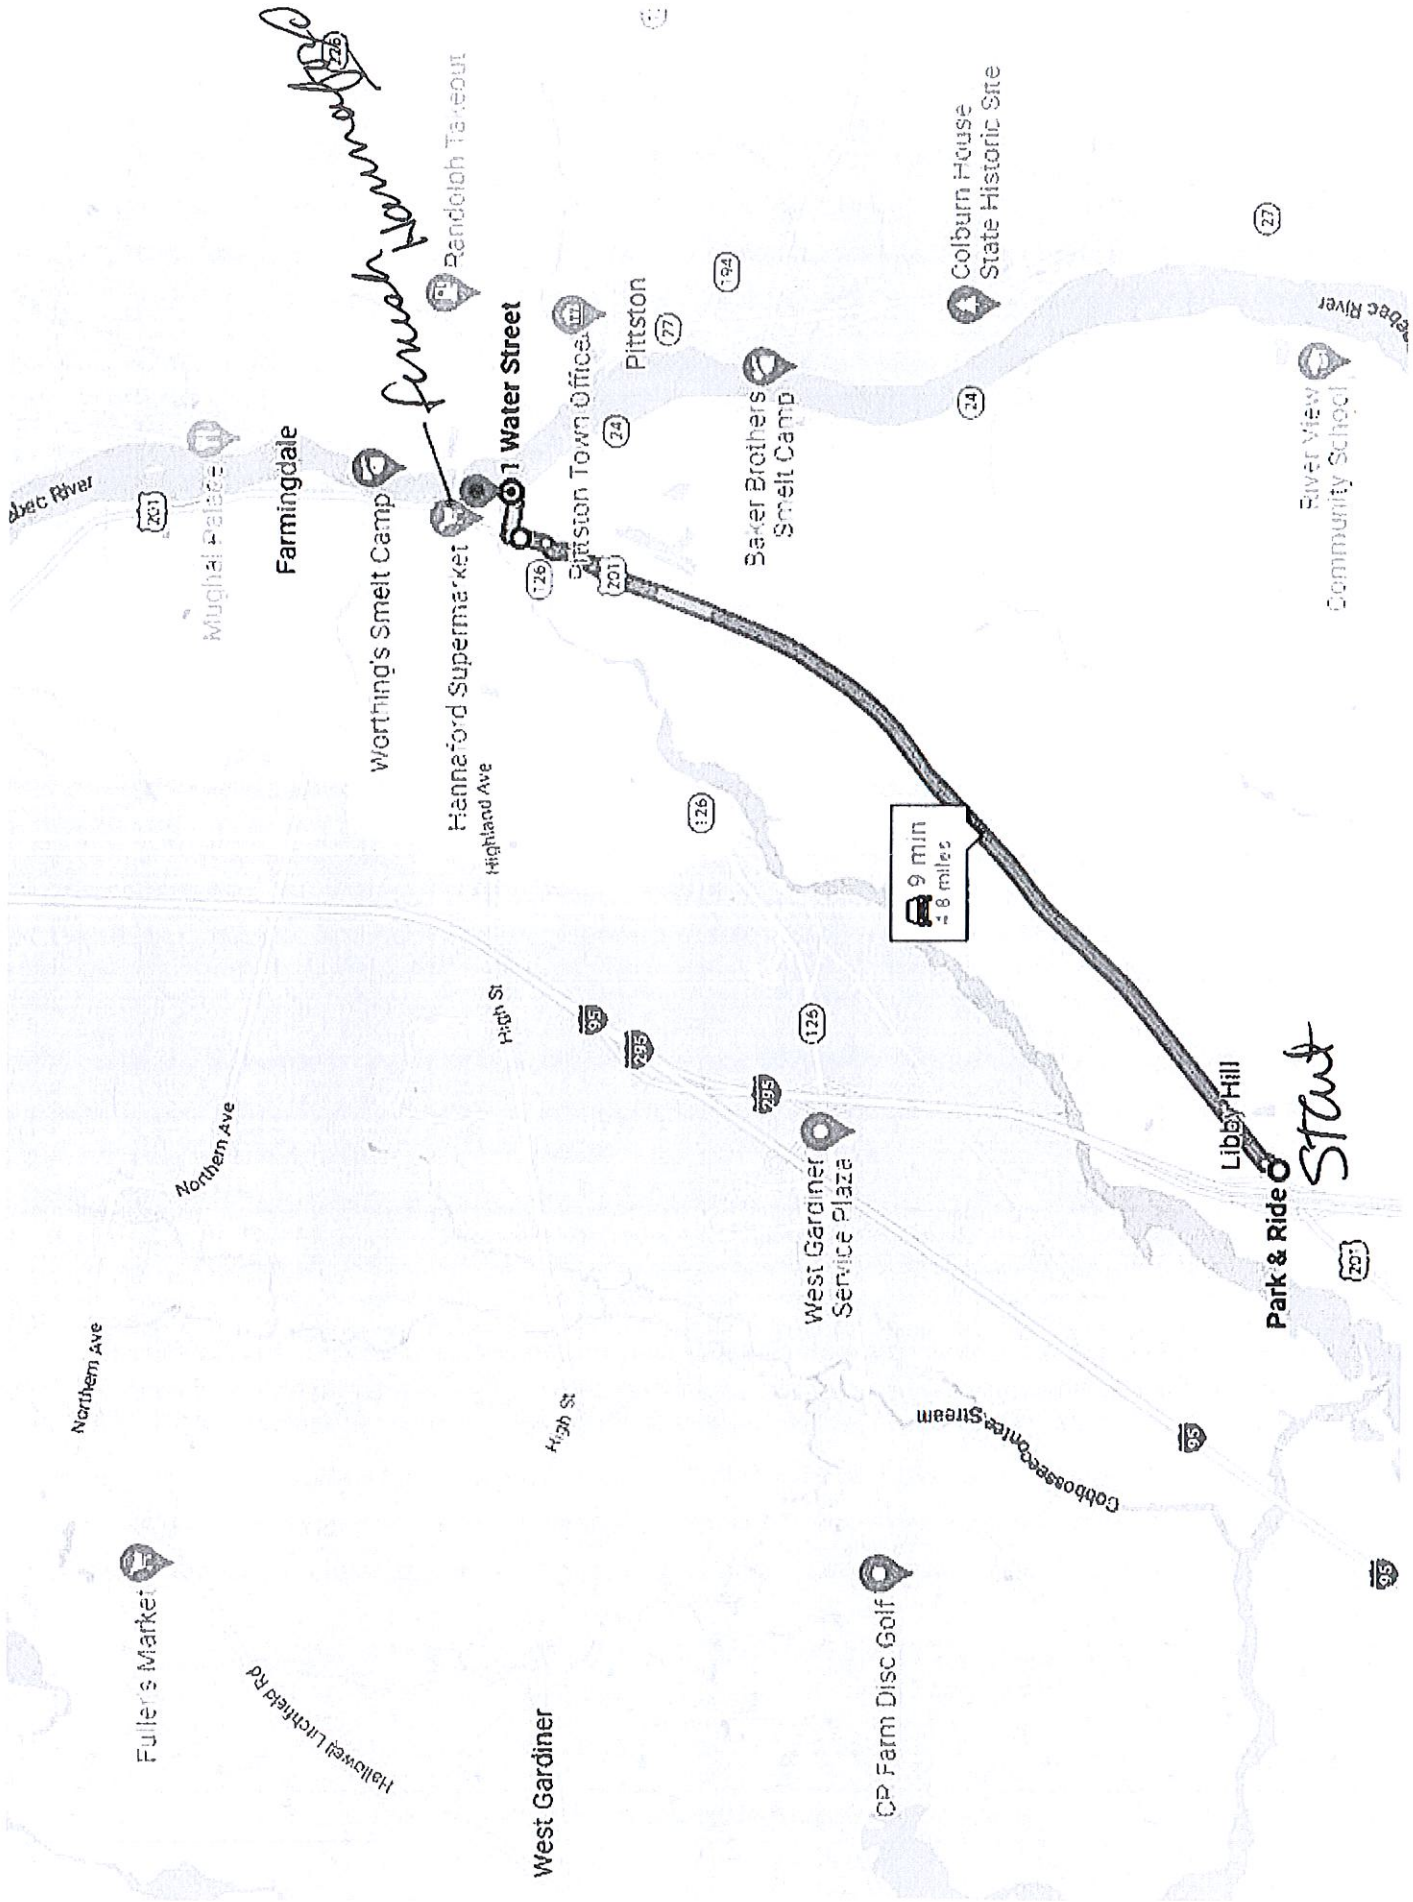 Fuller's Market
Northern Ave
Northern Ave
Hallowell Litchfield Rd
West Gardiner
High St
High St
95
295
295
126
West Gardiner
Service Plaza
CP Farm Disc Golf
Cobbosseecontee Stream
95
95
Park & Ride
Libby Hill
Start
201
9 min
8 miles
126
Highland Ave
Hannaford Supermarket
Worthing's Smelt Camp
Farmingdale
Mughal Palace
201
finish Hannaford
226
Randolph Takeout
1 Water Street
126
201
Pittston Town Office
Pittston
24
27
194
Baker Brothers
Smelt Camp
24
Colburn House
State Historic Site
27
River View
Community School
ebec River